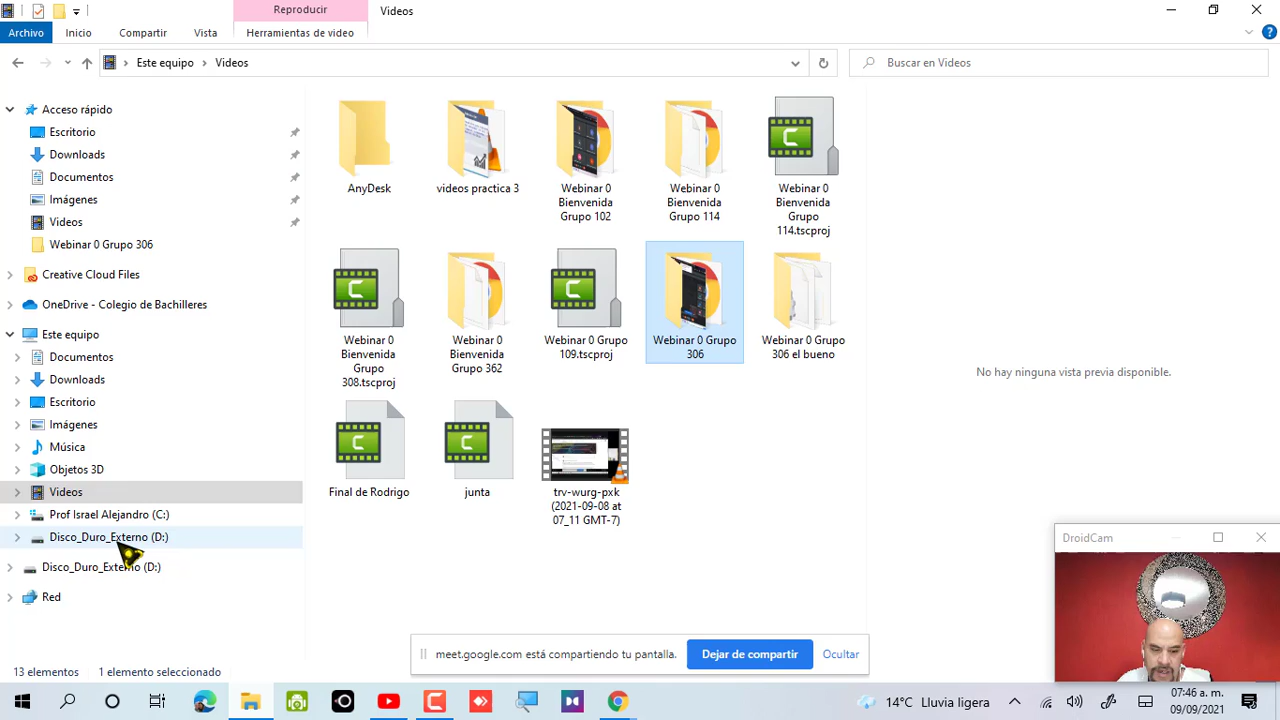 Reproducir
Videos
Archivo
Inicio
Compartir
Vista
Herramientas de video
Este equipo
Videos
Buscar en Videos
Acceso rápido
Escritorio
Downloads
Documentos
Imágenes
Videos
Webinar 0 Grupo 306
Creative Cloud Files
OneDrive - Colegio de Bachilleres
Este equipo
Documentos
Downloads
Escritorio
Imágenes
Música
Objetos 3D
Videos
Prof Israel Alejandro (C:)
Disco_Duro_Externo (D:)
Disco_Duro_Externo (D:)
Red
AnyDesk
videos practica 3
Webinar 0
Bienvenida
Grupo 102
Webinar 0
Bienvenida
Grupo 114
Webinar 0
Bienvenida
Grupo
114.tscproj
Webinar 0
Bienvenida
Grupo
308.tscproj
Webinar 0
Bienvenida
Grupo 362
Webinar 0 Grupo
109.tscproj
Webinar 0 Grupo
306
Webinar 0 Grupo
306 el bueno
Final de Rodrigo
junta
trv-wurg-pxk
(2021-09-08 at
07_11 GMT-7)
No hay ninguna vista previa disponible.
DroidCam
meet.google.com está compartiendo tu pantalla.
Dejar de compartir
Ocultar
13 elementos
1 elemento seleccionado
14°C Lluvia ligera
07:46 a. m.
09/09/2021